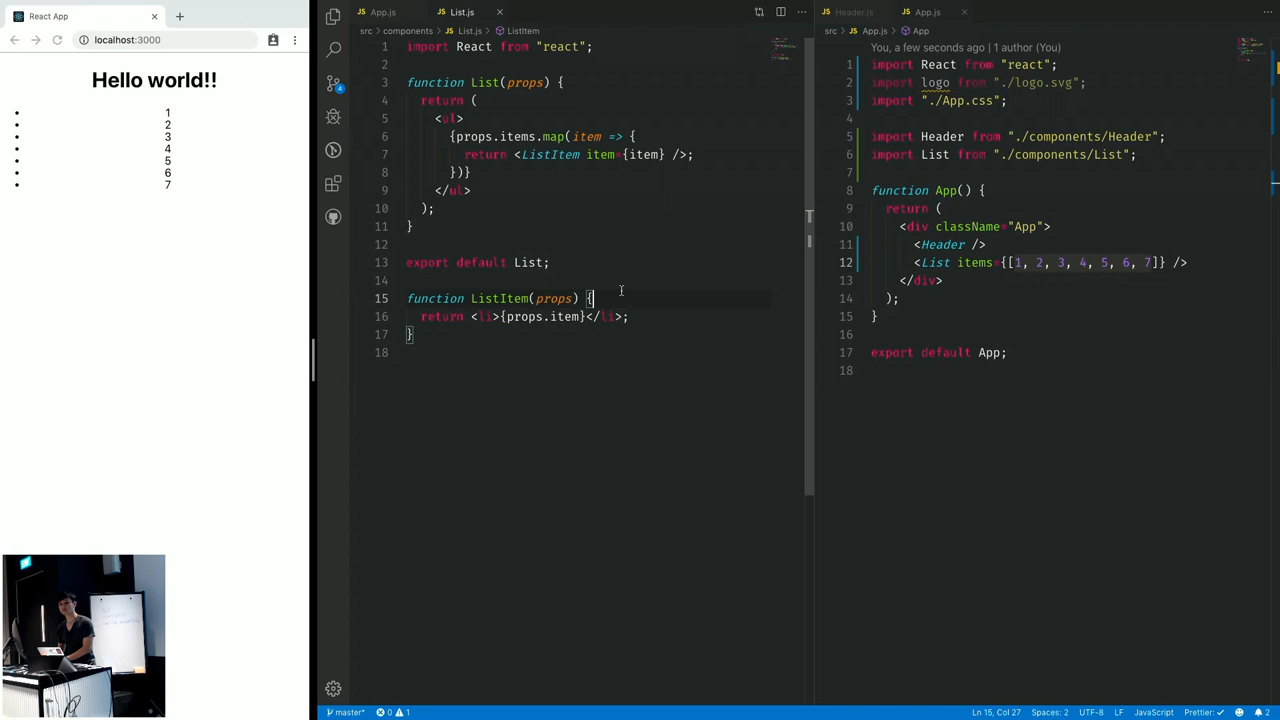 React App
localhost:3000
Hello world!!
1
2
3
4
5
6
7
App.js
List.js
src
components
List.js
ListItem
4
1 import React from "react";
2
3 function List(props) {
4 return (
5 <ul>
6 {props.items.map(item => {
7 return <ListItem item={item} />;
8 })}
9 </ul>
10 );
11 }
12
13 export default List;
14
15 function ListItem(props) {
16 return <li>{props.item}</li>;
17 }
18
Header.js
App.js
src
App.js
App
You, a few seconds ago | 1 author (You)
1 import React from "react";
2 import logo from "./logo.svg";
3 import "./App.css";
4
5 import Header from "./components/Header";
6 import List from "./components/List";
7
8 function App() {
9 return (
10 <div className="App">
11 <Header />
12 <List items={[1, 2, 3, 4, 5, 6, 7]} />
13 </div>
14 );
15 }
16
17 export default App;
18
master*
0
1
Ln 15, Col 27
Spaces: 2
UTF-8
LF
JavaScript
Prettier: ✓
2